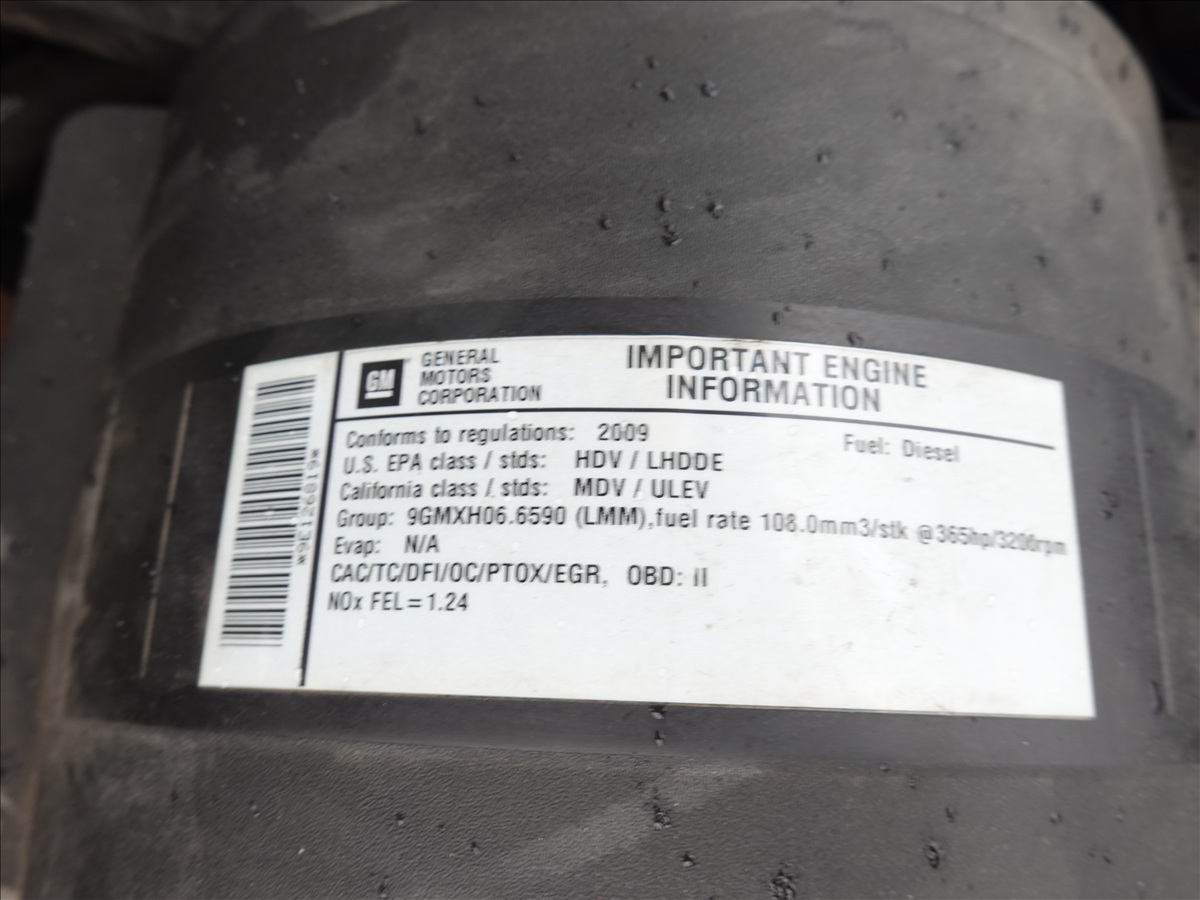 GM
GENERAL
MOTORS
CORPORATION
IMPORTANT ENGINE
INFORMATION
Conforms to regulations: 2009
Fuel: Diesel
U.S. EPA class / stds: HDV / LHDDE
California class / stds: MDV / ULEV
Group: 9GMXH06.6590 (LMM),fuel rate 108.0mm3/stk @365hp/3200rpm
Evap: N/A
CAC/TC/DFI/OC/PTOX/EGR, OBD: II
NOx FEL=1.24
*9E126819*